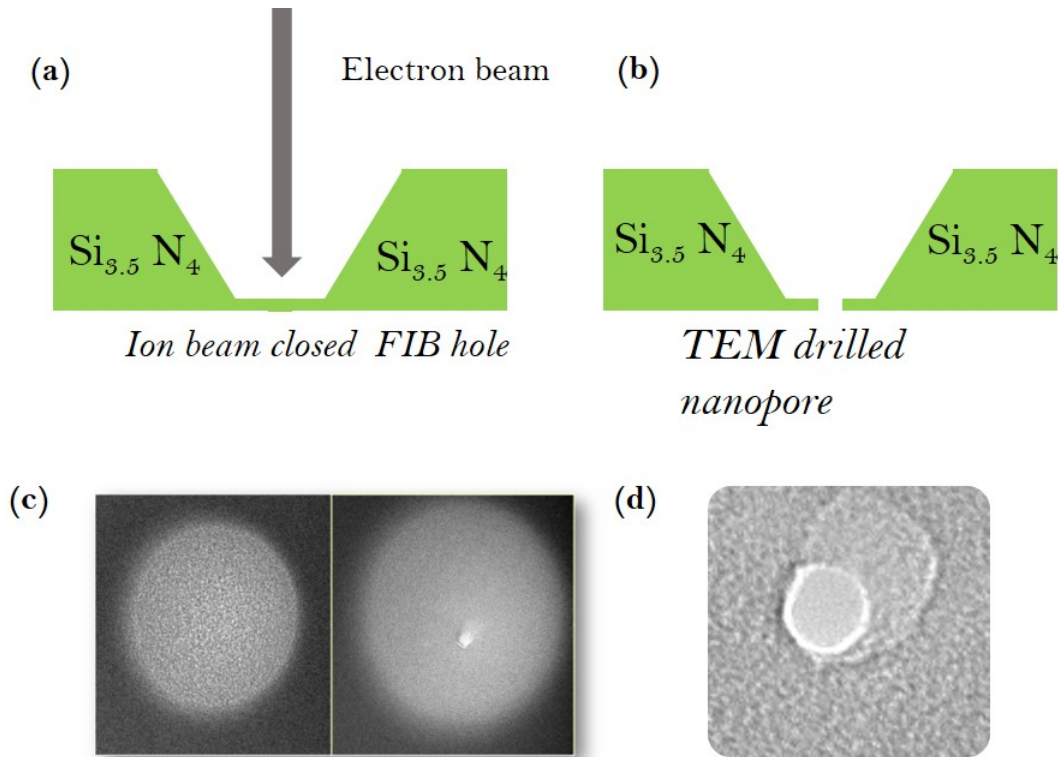 (a)
Electron beam
(b)
Si₃.₅ N₄
Si₃.₅ N₄
Si₃.₅ N₄
Si₃.₅ N₄
Ion beam closed FIB hole
TEM drilled
nanopore
(c)
(d)